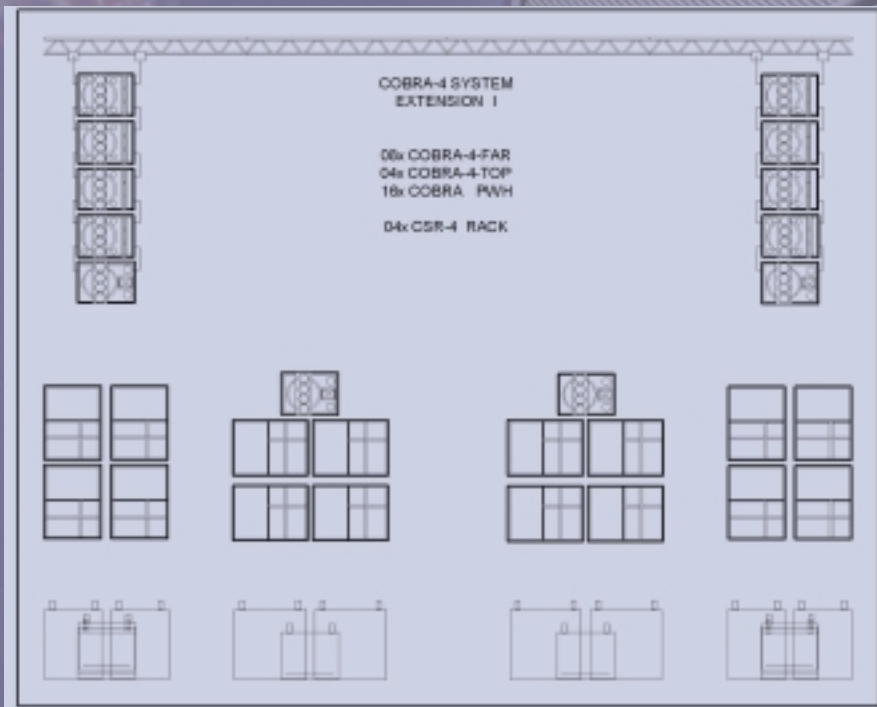 COBRA-4 SYSTEM
EXTENSION I
08x COBRA-4-FAR
04x COBRA-4-TOP
16x COBRA PWH
04x CSR-4 RACK